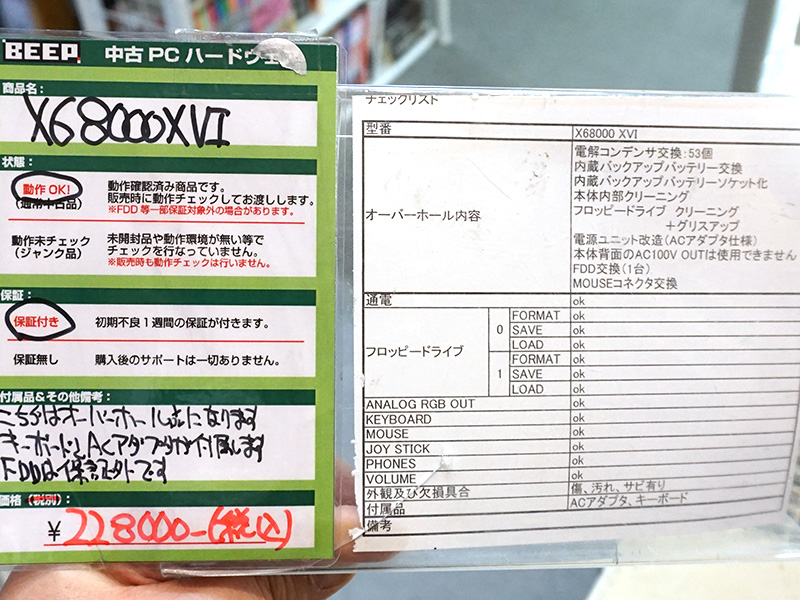 BEEP. 中古PCハードウェ
商品名:
X68000XVI
状態:
動作OK!
(通常中古品)
動作確認済み商品です。
販売時に動作チェックしてお渡しします。
※FDD等一部保証対象外の場合があります。
動作未チェック
(ジャンク品)
未開封品や動作環境が無い等で
チェックを行なっていません。
※販売時も動作チェックは行いません。
保証:
保証付き 初期不良1週間の保証が付きます。
保証無し 購入後のサポートは一切ありません。
付属品&その他備考:
こちらはオーバーホール済になります
キーボードとACアダプタが付属します
FDDは保証外です
価格(税別):
¥228000-(税込)
チェックリスト
型番 X68000 XVI
オーバーホール内容
電解コンデンサ交換:53個
内蔵バックアップバッテリー交換
内蔵バックアップバッテリーソケット化
本体内部クリーニング
フロッピードライブ クリーニング
+グリスアップ
電源ユニット改造(ACアダプタ仕様)
本体背面のAC100V OUTは使用できません
FDD交換(1台)
MOUSEコネクタ交換
通電 ok
フロッピードライブ
0 FORMAT ok
SAVE ok
LOAD ok
1 FORMAT ok
SAVE ok
LOAD ok
ANALOG RGB OUT ok
KEYBOARD ok
MOUSE ok
JOY STICK ok
PHONES ok
VOLUME ok
外観及び欠損具合 傷、汚れ、サビ有り
付属品 ACアダプタ、キーボード
備考